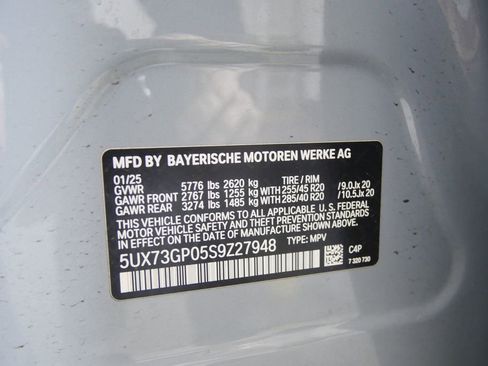 MFD BY BAYERISCHE MOTOREN WERKE AG
01/25 TIRE / RIM
GVWR 5776 lbs 2620 kg
GAWR FRONT 2767 lbs 1255 kg WITH 255/45 R20 /9.0Jx 20
GAWR REAR 3274 lbs 1485 kg WITH 285/40 R20 /10.5Jx 20
THIS VEHICLE CONFORMS TO ALL APPLICABLE U. S. FEDERAL
MOTOR VEHICLE SAFETY, BUMPER, AND THEFT PREVENTION
STANDARDS IN EFFECT ON THE DATE OF MANUFACTURE SHOWN ABOVE.
5UX73GP05S9Z27948 TYPE: MPV
C4P
7 320 730